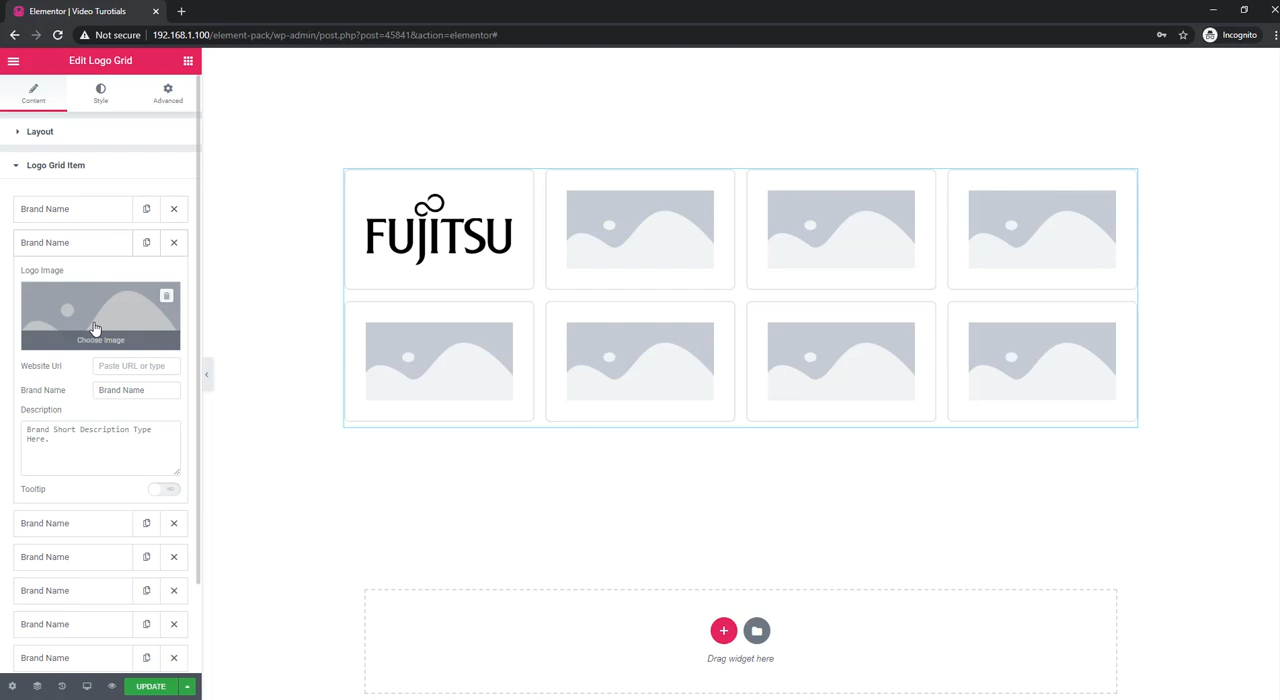 Elementor | Video Turotials
Not secure
192.168.1.100/element-pack/wp-admin/post.php?post=45841&action=elementor#
Incognito
Edit Logo Grid
Content
Style
Advanced
Layout
Logo Grid Item
Brand Name
Brand Name
Logo Image
Choose Image
Website Url
Paste URL or type
Brand Name
Brand Name
Description
Brand Short Description Type
Here.
Tooltip
NO
Brand Name
Brand Name
Brand Name
Brand Name
Brand Name
UPDATE
FUJITSU
Drag widget here